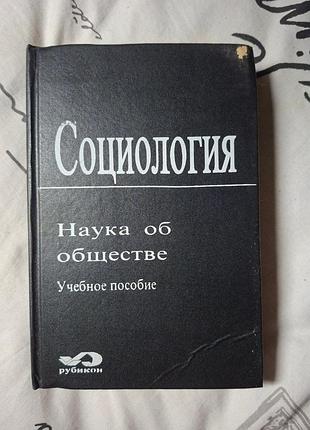 Социология
Наука об
обществе
Учебное пособие
рубикон